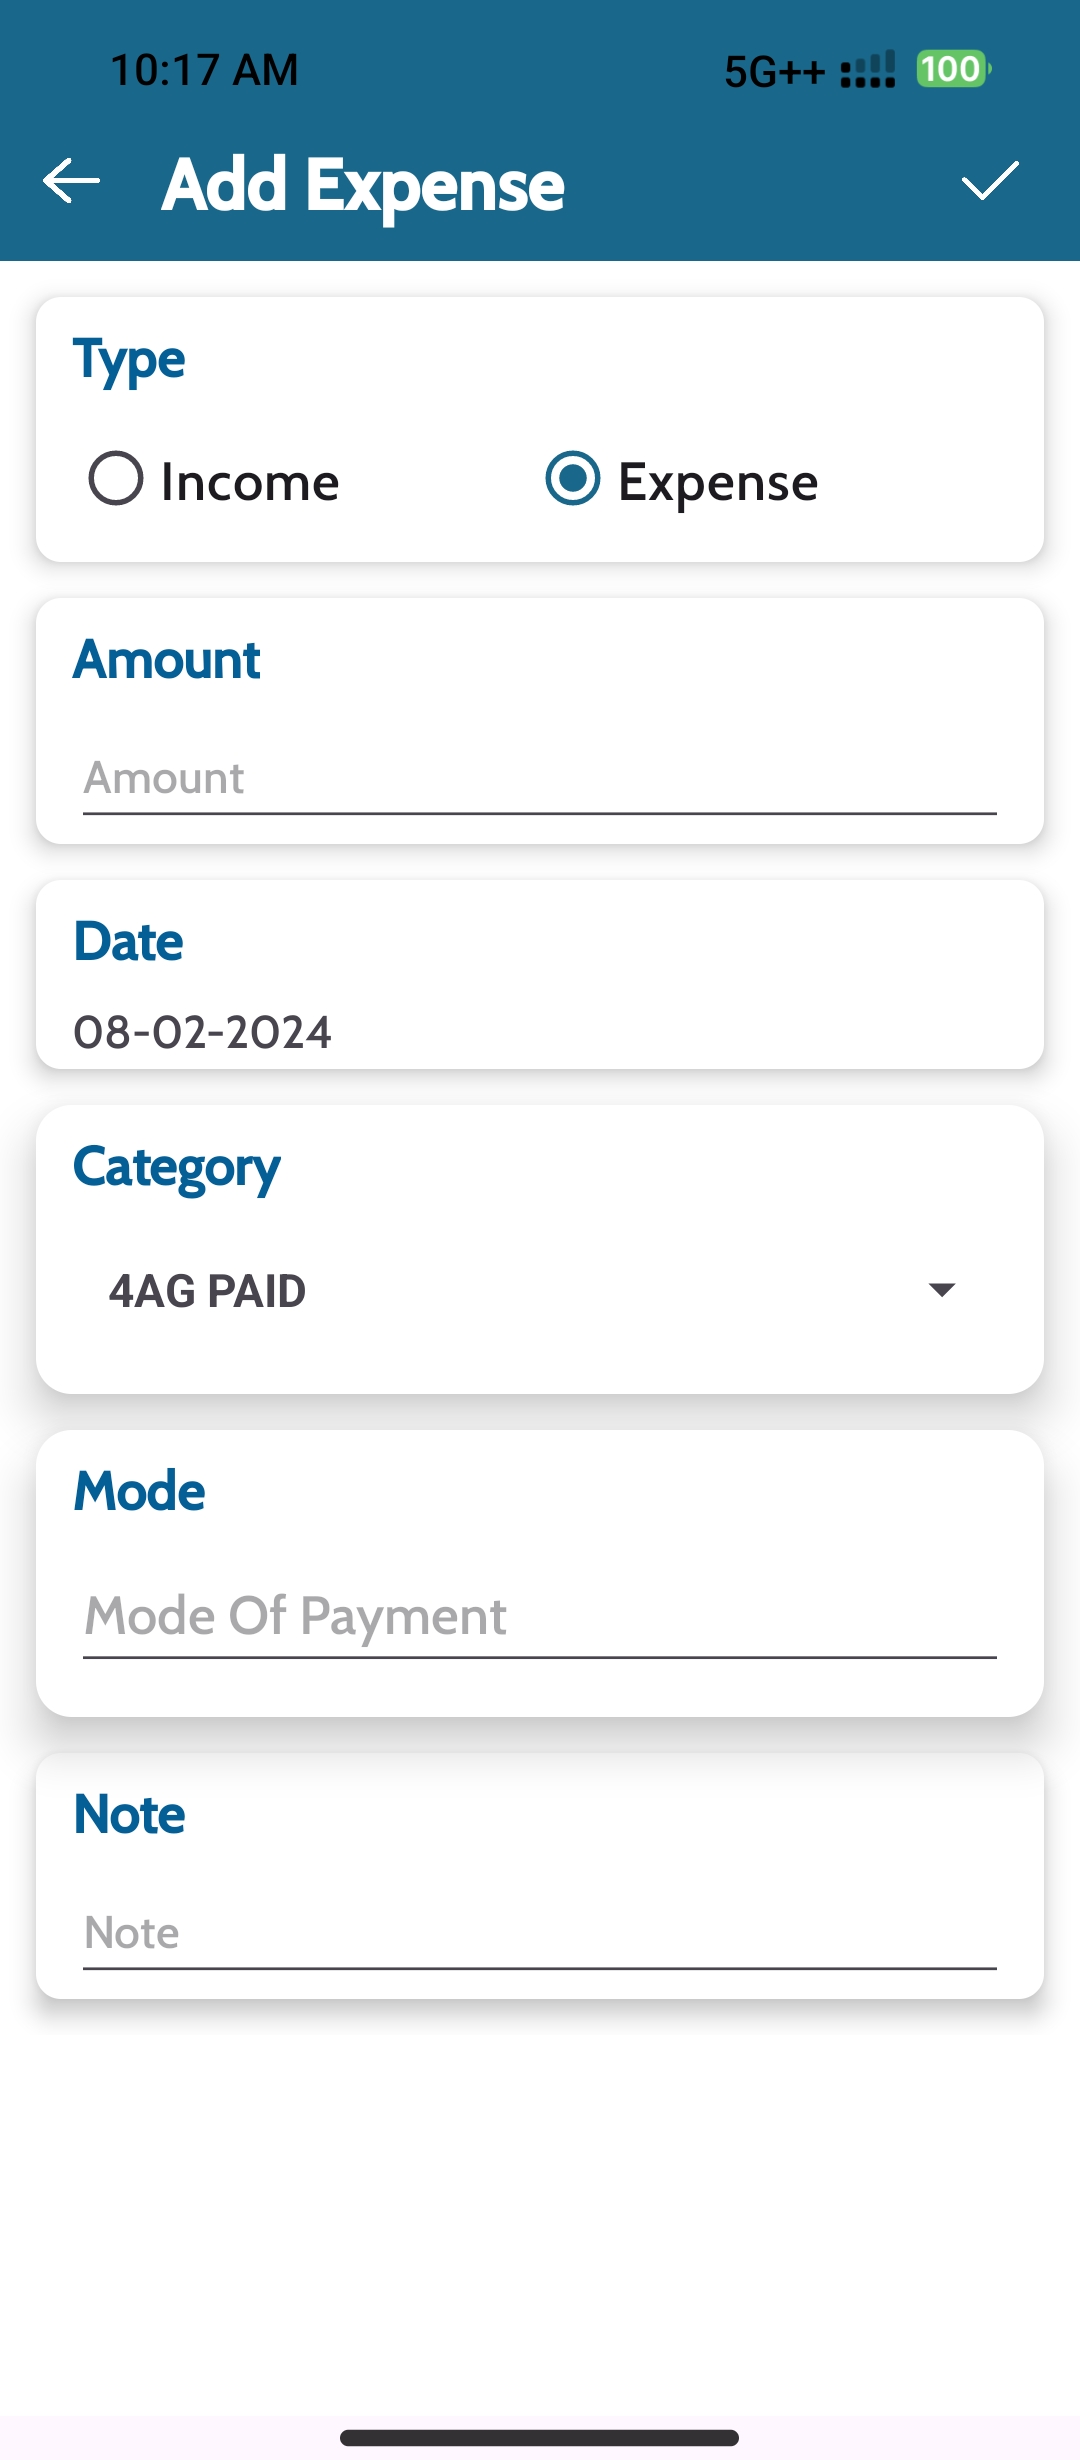 10:17 AM 5G++ 100
Add Expense
Type
Income Expense
Amount
Amount
Date
08-02-2024
Category
4AG PAID
Mode
Mode Of Payment
Note
Note